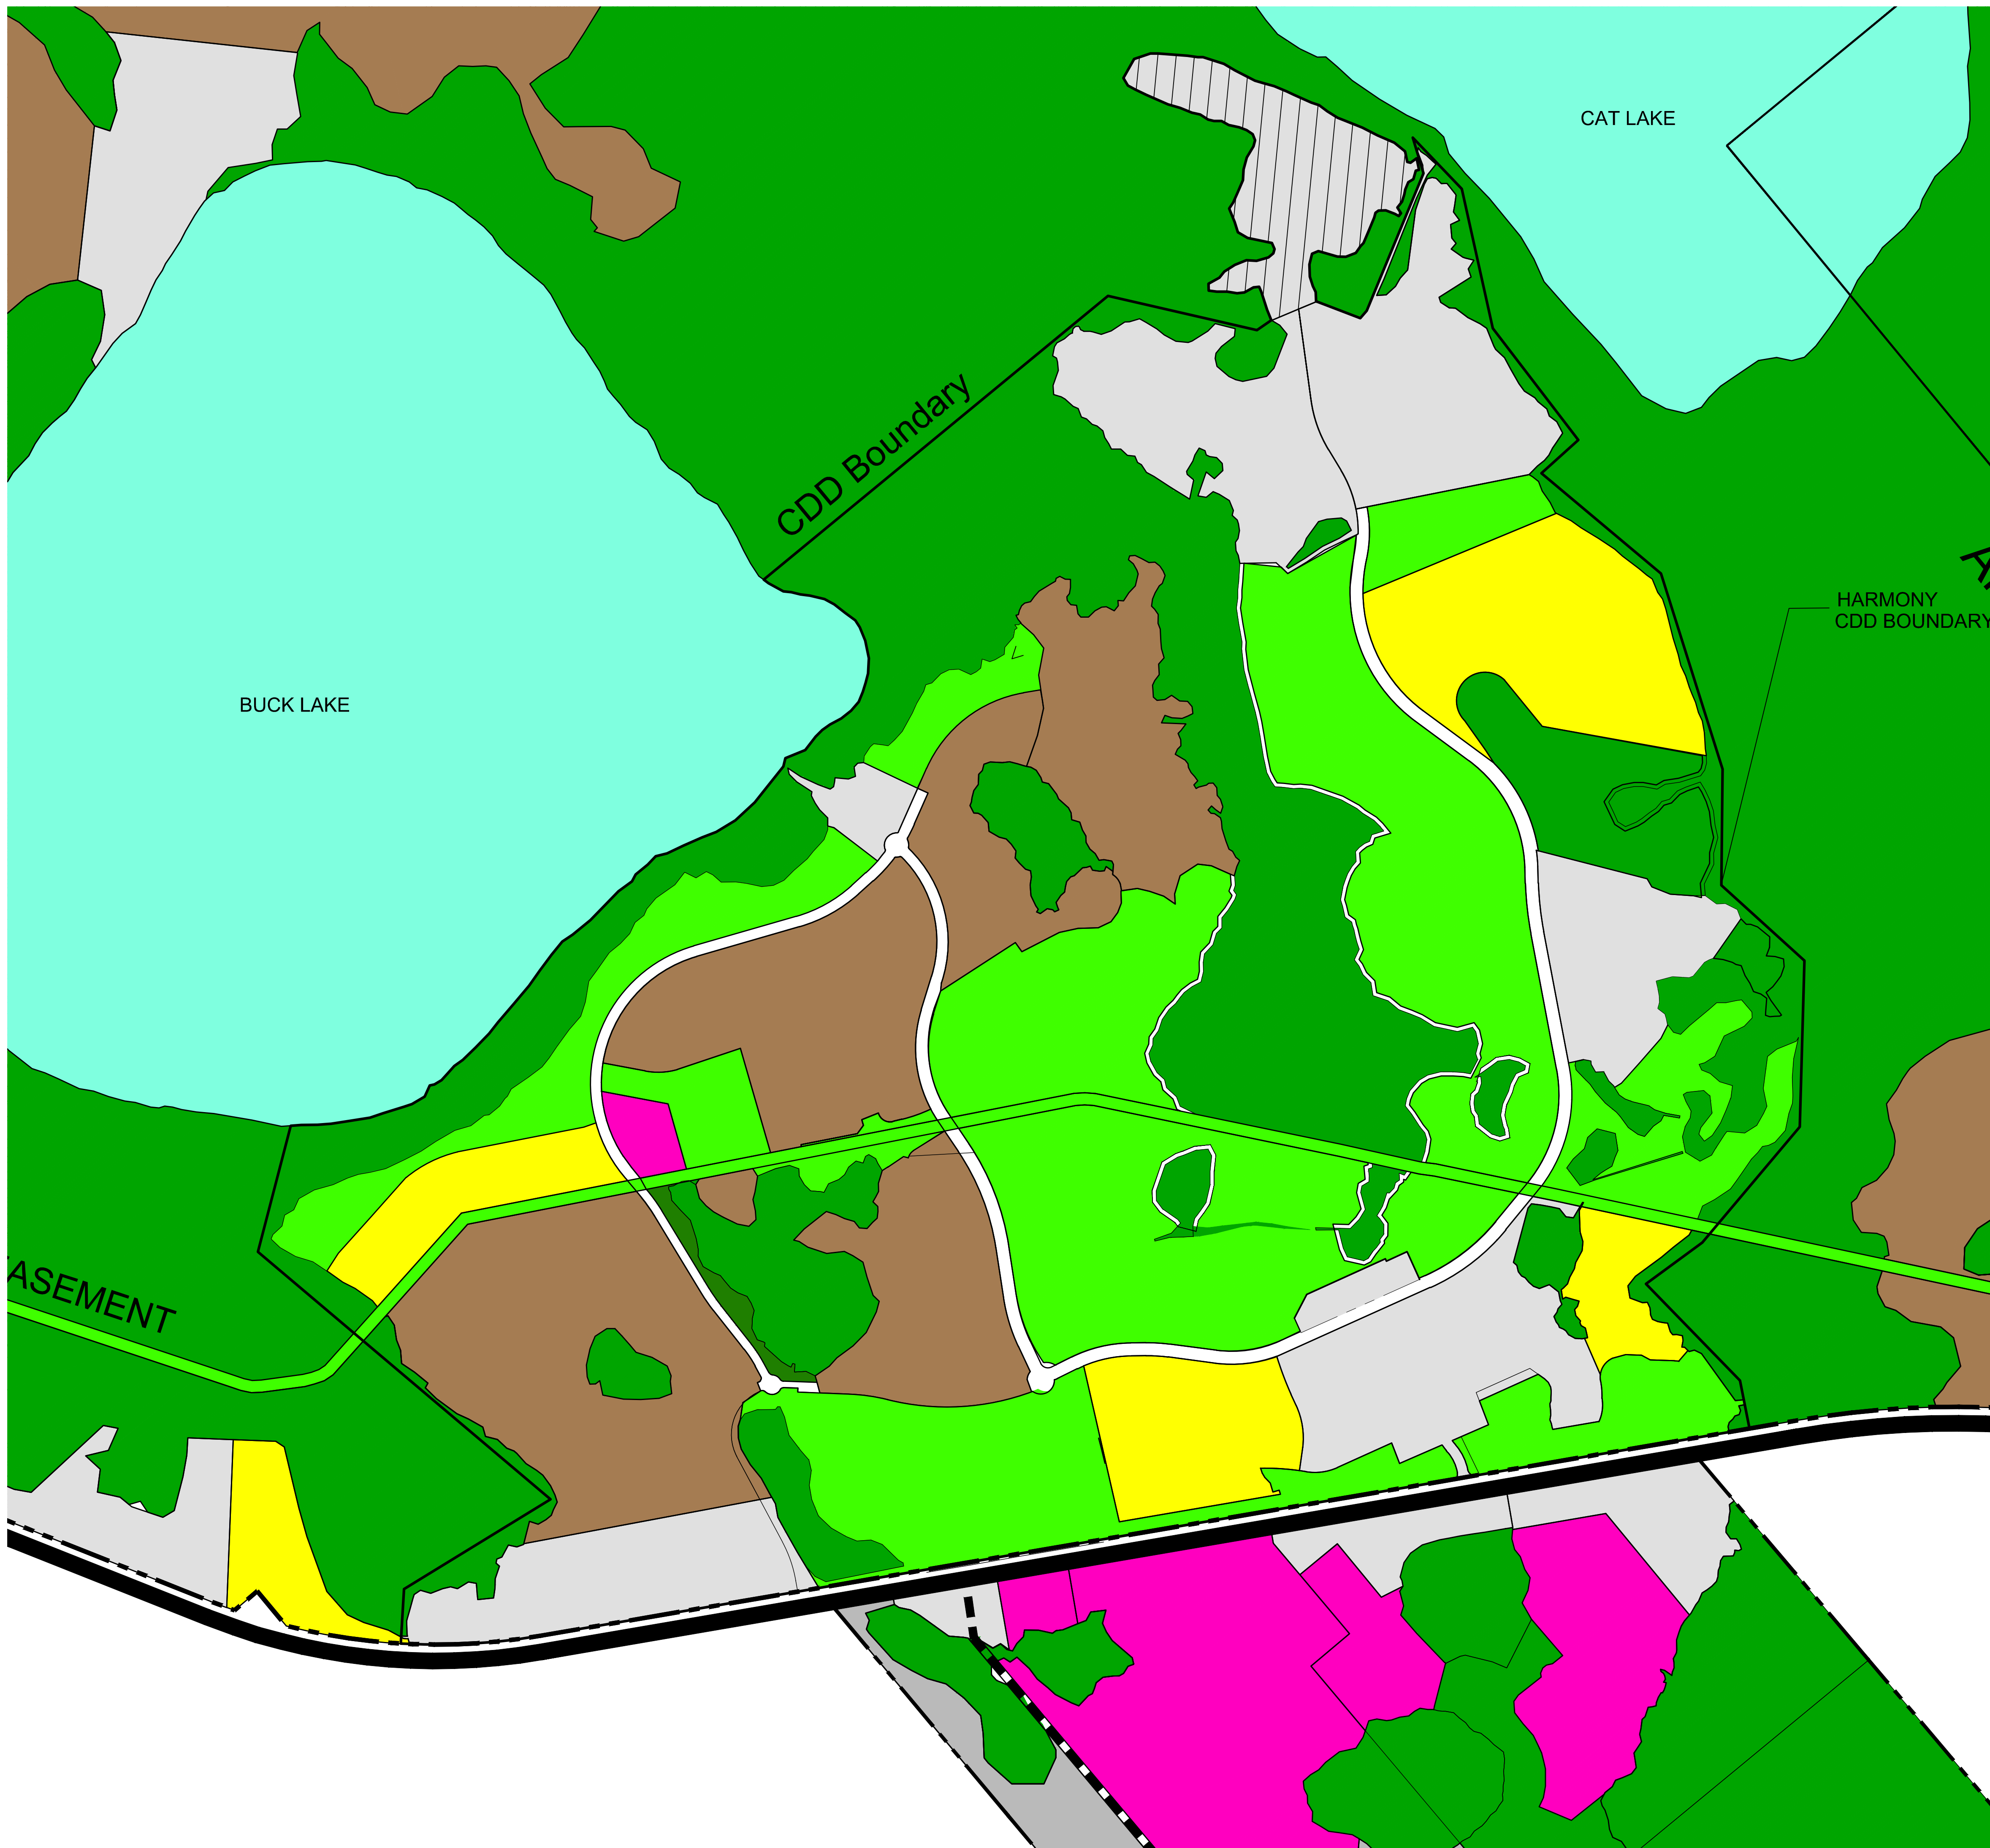 CAT LAKE
CDD Boundary
HARMONY
CDD BOUNDARY
BUCK LAKE
ASEMENT